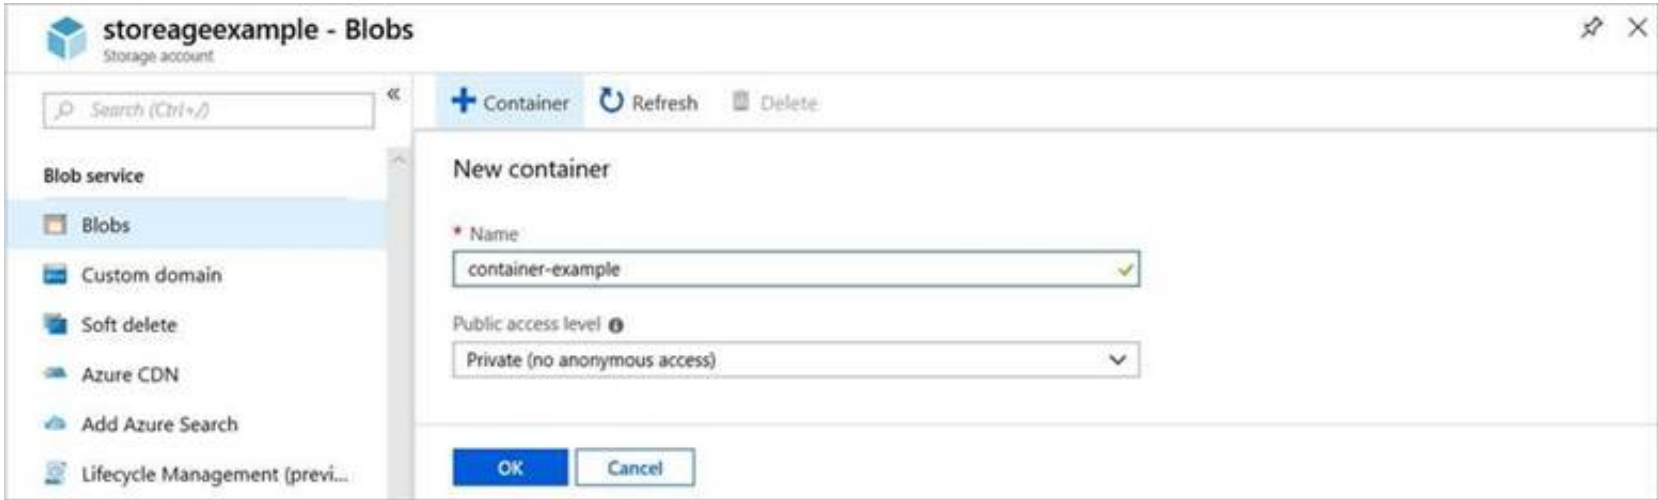 storeageexample - Blobs
Storage account
Search (Ctrl+/)
«
Container
Refresh
Delete
Blob service
Blobs
Custom domain
Soft delete
Azure CDN
Add Azure Search
Lifecycle Management (previ...
New container
* Name
container-example
Public access level
Private (no anonymous access)
OK
Cancel